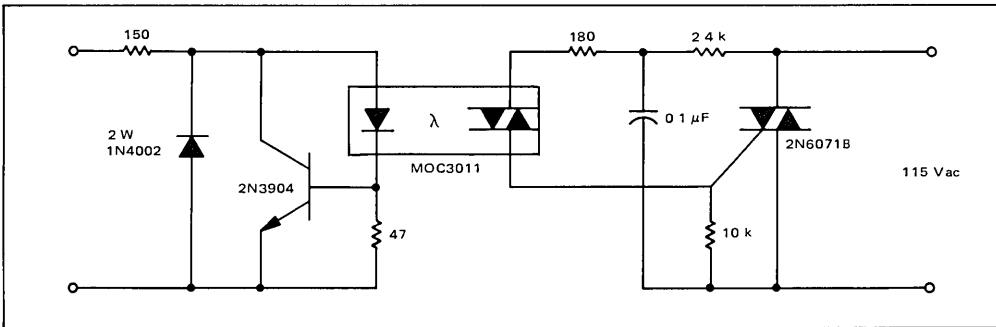 150
180
2 4 k
2 W
1N4002
λ
0 1 μF
MOC3011
2N6071B
2N3904
115 Vac
47
10 k